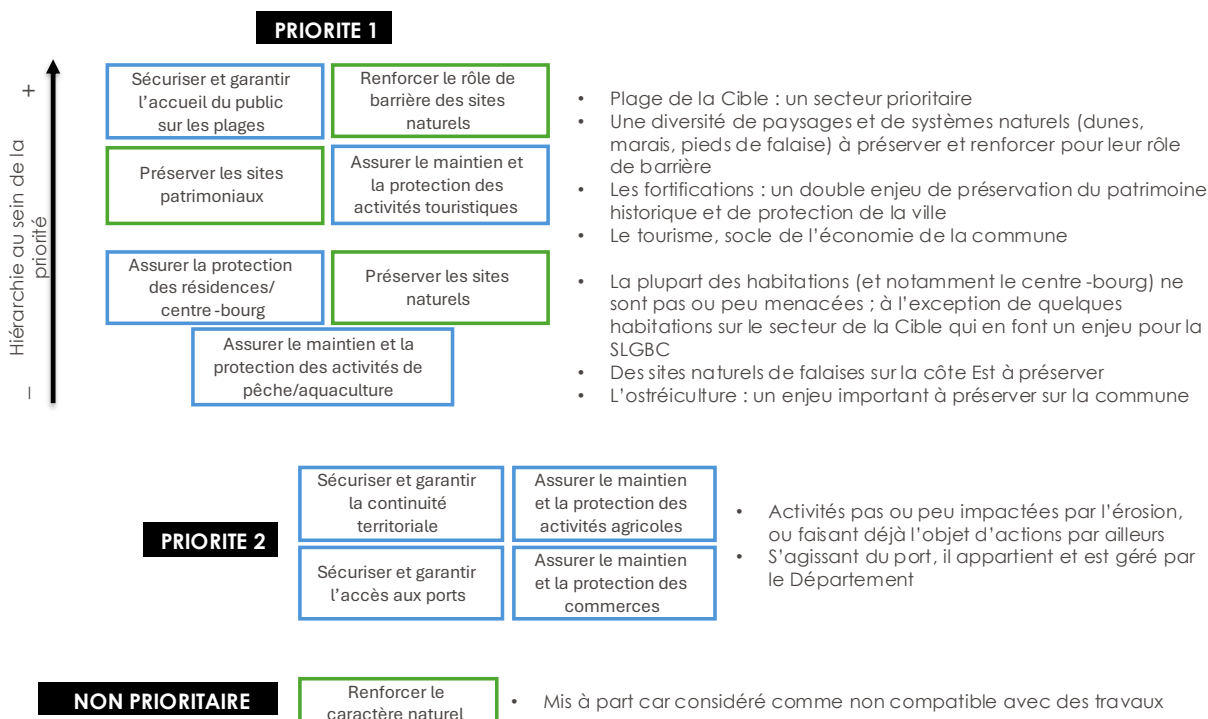 PRIORITE 1
+
Hiérarchie au sein de la
priorité
–
Sécuriser et garantir
l'accueil du public
sur les plages
Renforcer le rôle de
barrière des sites
naturels
Préserver les sites
patrimoniaux
Assurer le maintien et
la protection des
activités touristiques
• Plage de la Cible : un secteur prioritaire
• Une diversité de paysages et de systèmes naturels (dunes,
marais, pieds de falaise) à préserver et renforcer pour leur rôle
de barrière
• Les fortifications : un double enjeu de préservation du patrimoine
historique et de protection de la ville
• Le tourisme, socle de l'économie de la commune
Assurer la protection
des résidences/
centre-bourg
Préserver les sites
naturels
Assurer le maintien et la
protection des activités de
pêche/aquaculture
• La plupart des habitations (et notamment le centre-bourg) ne
sont pas ou peu menacées ; à l'exception de quelques
habitations sur le secteur de la Cible qui en font un enjeu pour la
SLGBC
• Des sites naturels de falaises sur la côte Est à préserver
• L'ostréiculture : un enjeu important à préserver sur la commune
PRIORITE 2
Sécuriser et garantir
la continuité
territoriale
Assurer le maintien
et la protection des
activités agricoles
Sécuriser et garantir
l'accès aux ports
Assurer le maintien
et la protection des
commerces
• Activités pas ou peu impactées par l'érosion,
ou faisant déjà l'objet d'actions par ailleurs
• S'agissant du port, il appartient et est géré par
le Département
NON PRIORITAIRE
Renforcer le
caractère naturel
• Mis à part car considéré comme non compatible avec des travaux